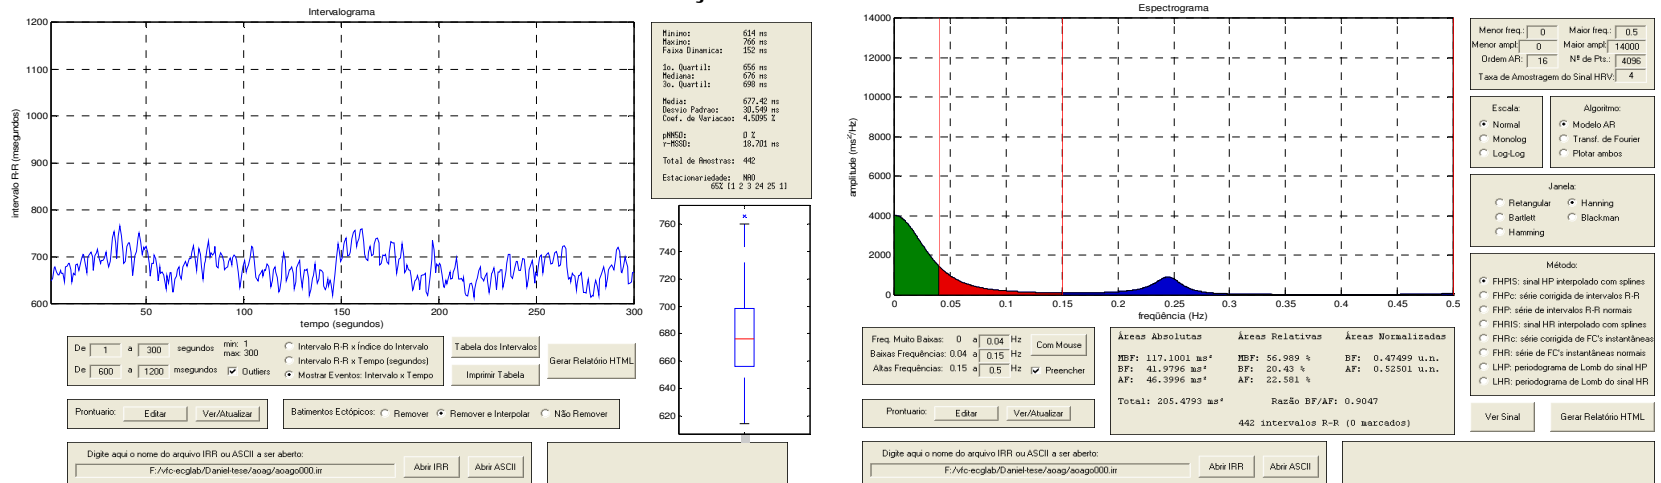 Intervalograma
1200
1100
1000
900
800
700
600
intervalo R-R (msegundos)
50 100 150 200 250 300
tempo (segundos)
Minimo: 614 ms
Maximo: 766 ms
Faixa Dinamica: 152 ms
1o. Quartil: 656 ms
Mediana: 676 ms
3o. Quartil: 698 ms
Media: 677.42 ms
Desvio Padrao: 30.549 ms
Coef. de Variacao: 4.5095 %
pNN50: 0 %
r-MSSD: 18.701 ms
Total de Amostras: 442
Estacionariedade: NAO
65% [1 2 3 24 25 1]
760
740
720
700
680
660
640
620
De 1 a 300 segundos min: 1
max: 300
De 600 a 1200 msegundos Outliers
Intervalo R-R x Índice do Intervalo
Intervalo R-R x Tempo (segundos)
Mostrar Eventos: Intervalo x Tempo
Tabela dos Intervalos
Imprimir Tabela
Gerar Relatório HTML
Prontuario: Editar Ver/Atualizar
Batimentos Ectópicos: Remover Remover e Interpolar Não Remover
Digite aqui o nome do arquivo IRR ou ASCII a ser aberto:
F:/vfc-ecglab/Daniel-tese/aoag/aoago000.irr
Abrir IRR Abrir ASCII
Espectrograma
14000
12000
10000
8000
6000
4000
2000
0
amplitude (ms²/Hz)
0 0.05 0.1 0.15 0.2 0.25 0.3 0.35 0.4 0.45 0.5
freqüência (Hz)
Menor freq.: 0 Maior freq.: 0.5
Menor ampl: 0 Maior ampl: 14000
Ordem AR: 16 Nº de Pts.: 4096
Taxa de Amostragem do Sinal HRV: 4
Escala:
Normal
Monolog
Log-Log
Algoritmo:
Modelo AR
Transf. de Fourier
Plotar ambos
Janela:
Retangular Hanning
Bartlett Blackman
Hamming
Método:
FHPIS: sinal HP interpolado com splines
FHPc: série corrigida de intervalos R-R
FHP: série de intervalos R-R normais
FHRIS: sinal HR interpolado com splines
FHRc: série corrigida de FC's instantâneas
FHR: série de FC's instantâneas normais
LHP: periodograma de Lomb do sinal HP
LHR: periodograma de Lomb do sinal HR
Ver Sinal Gerar Relatório HTML
Freq. Muito Baixas: 0 a 0.04 Hz
Baixas Frequências: 0.04 a 0.15 Hz
Altas Frequências: 0.15 a 0.5 Hz
Com Mouse
Preencher
Prontuario: Editar Ver/Atualizar
Áreas Absolutas Áreas Relativas Áreas Normalizadas
MBF: 117.1001 ms² MBF: 56.989 % BF: 0.47499 u.n.
BF: 41.9796 ms² BF: 20.43 % AF: 0.52501 u.n.
AF: 46.3996 ms² AF: 22.581 %
Total: 205.4793 ms² Razão BF/AF: 0.9047
442 intervalos R-R (0 marcados)
Digite aqui o nome do arquivo IRR ou ASCII a ser aberto:
F:/vfc-ecglab/Daniel-tese/aoag/aoago000.irr
Abrir IRR Abrir ASCII